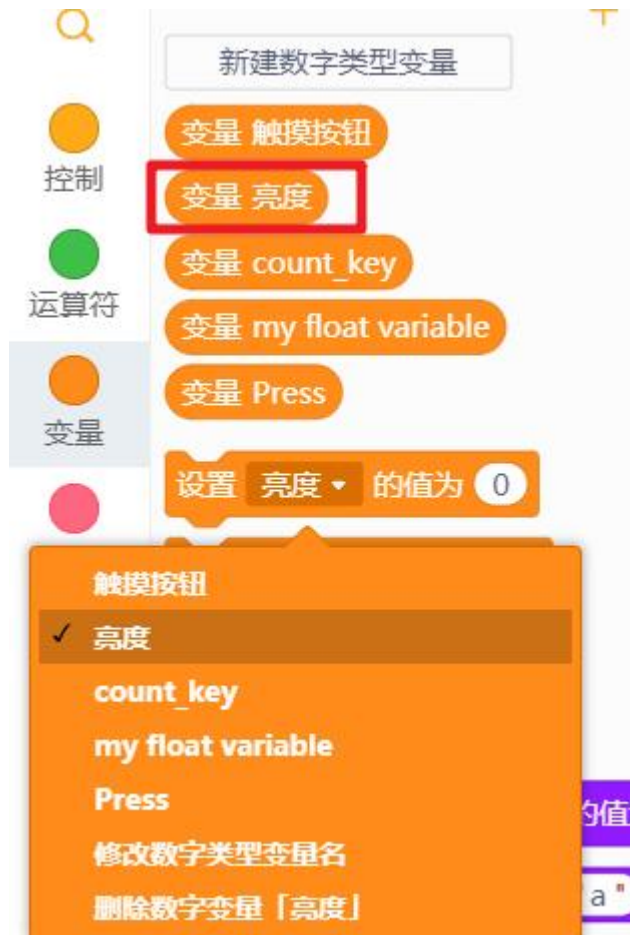 新建数字类型变量
变量 触摸按钮
控制
变量 亮度
变量 count_key
运算符
变量 my float variable
变量 Press
变量
设置 亮度 的值为 0
触摸按钮
✓ 亮度
count_key
my float variable
Press
的值
修改数字类型变量名
a "
删除数字变量「亮度」